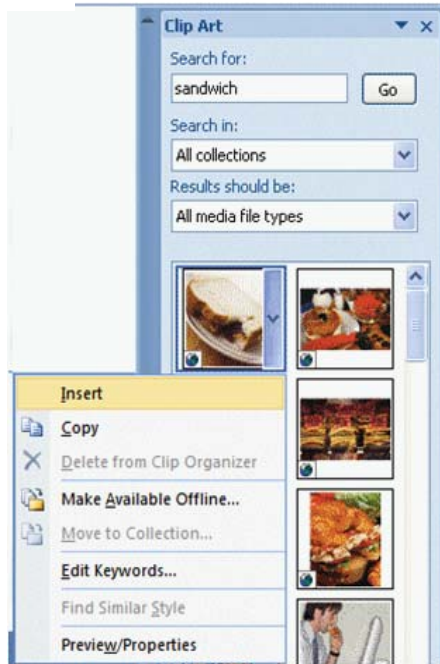 Clip Art
Search for:
sandwich
Go
Search in:
All collections
Results should be:
All media file types
Insert
Copy
Delete from Clip Organizer
Make Available Offline...
Move to Collection...
Edit Keywords...
Find Similar Style
Preview/Properties